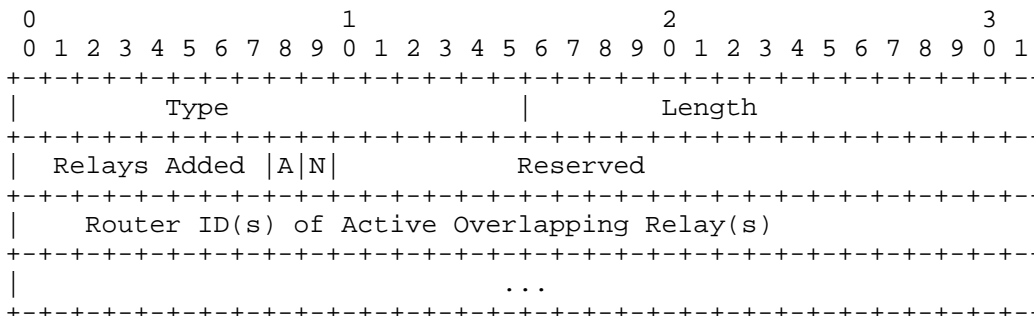 0                   1                   2                   3
 0 1 2 3 4 5 6 7 8 9 0 1 2 3 4 5 6 7 8 9 0 1 2 3 4 5 6 7 8 9 0 1
+-+-+-+-+-+-+-+-+-+-+-+-+-+-+-+-+-+-+-+-+-+-+-+-+-+-+-+-+-+-+-+-
|         Type                  |        Length
+-+-+-+-+-+-+-+-+-+-+-+-+-+-+-+-+-+-+-+-+-+-+-+-+-+-+-+-+-+-+-+-
|  Relays Added |A|N|           Reserved
+-+-+-+-+-+-+-+-+-+-+-+-+-+-+-+-+-+-+-+-+-+-+-+-+-+-+-+-+-+-+-+-
|    Router ID(s) of Active Overlapping Relay(s)
+-+-+-+-+-+-+-+-+-+-+-+-+-+-+-+-+-+-+-+-+-+-+-+-+-+-+-+-+-+-+-+-
|                              ...
+-+-+-+-+-+-+-+-+-+-+-+-+-+-+-+-+-+-+-+-+-+-+-+-+-+-+-+-+-+-+-+-